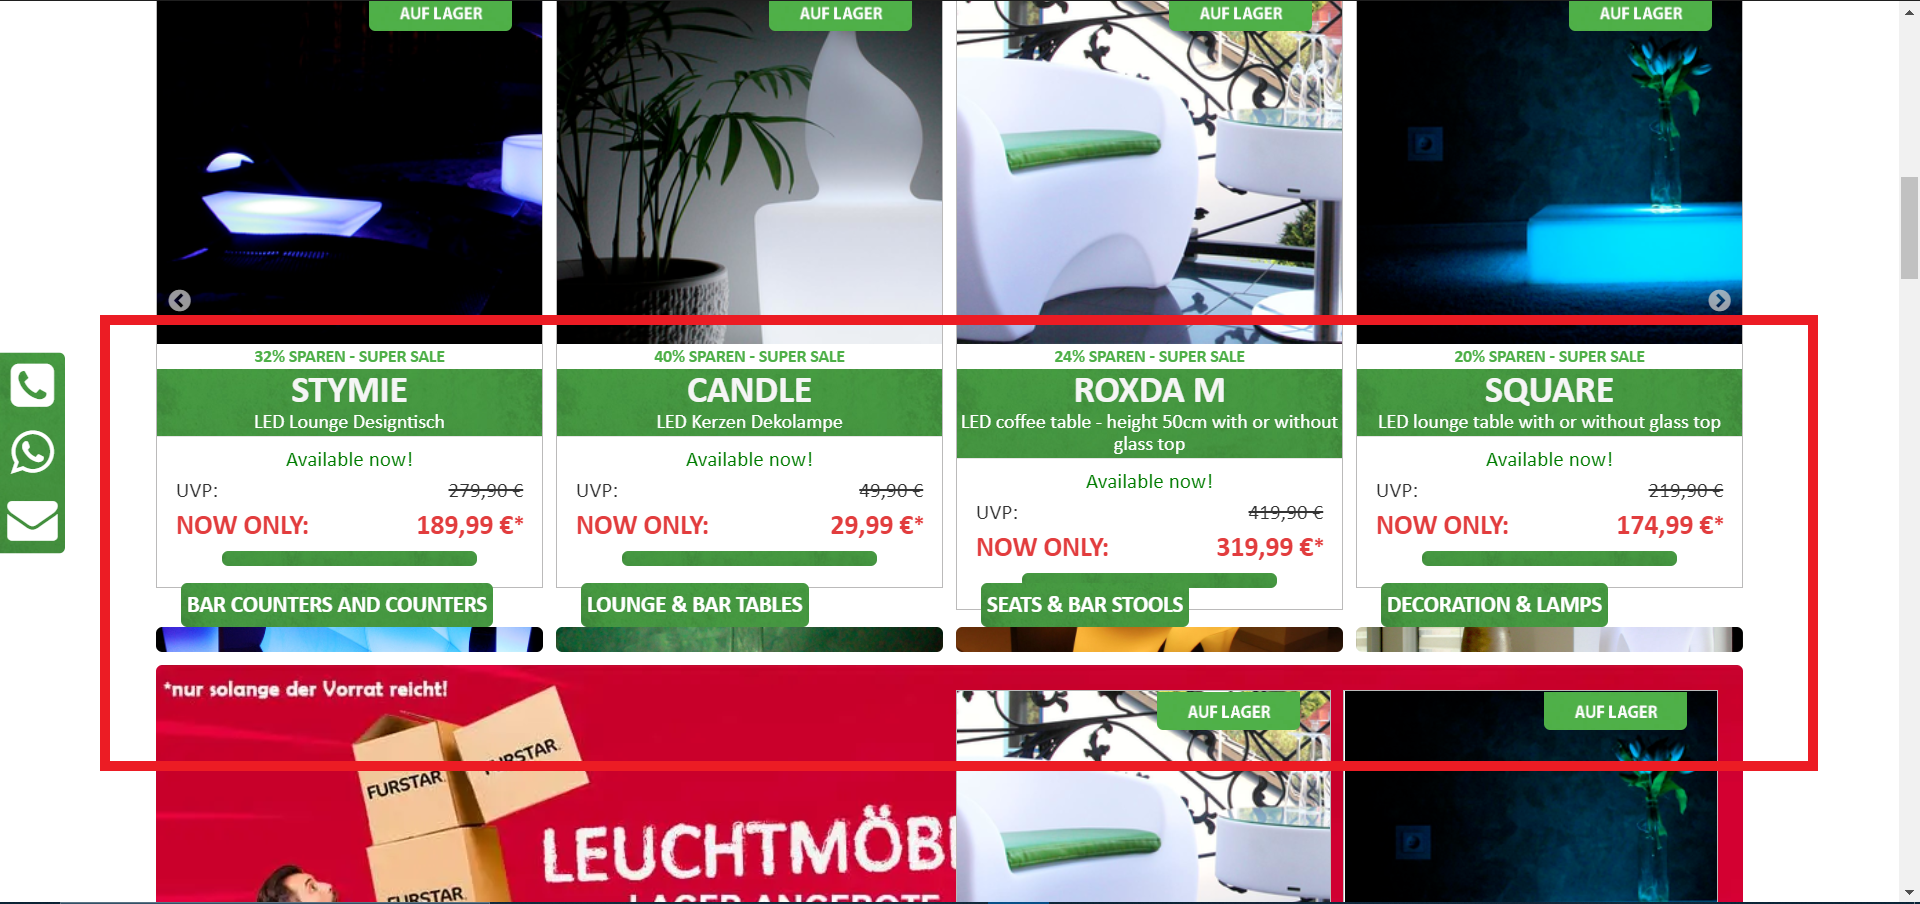 AUF LAGER
AUF LAGER
AUF LAGER
AUF LAGER
32% SPAREN - SUPER SALE
STYMIE
LED Lounge Designtisch
Available now!
UVP: 279,90 €
NOW ONLY: 189,99 €*
40% SPAREN - SUPER SALE
CANDLE
LED Kerzen Dekolampe
Available now!
UVP: 49,90 €
NOW ONLY: 29,99 €*
24% SPAREN - SUPER SALE
ROXDA M
LED coffee table - height 50cm with or without
glass top
Available now!
UVP: 419,90 €
NOW ONLY: 319,99 €*
20% SPAREN - SUPER SALE
SQUARE
LED lounge table with or without glass top
Available now!
UVP: 219,90 €
NOW ONLY: 174,99 €*
BAR COUNTERS AND COUNTERS
LOUNGE & BAR TABLES
SEATS & BAR STOOLS
DECORATION & LAMPS
*nur solange der Vorrat reicht!
AUF LAGER
AUF LAGER
FURSTAR
FURSTAR
LEUCHTMÖB
LAGER ANGEBOTE
FURSTAR